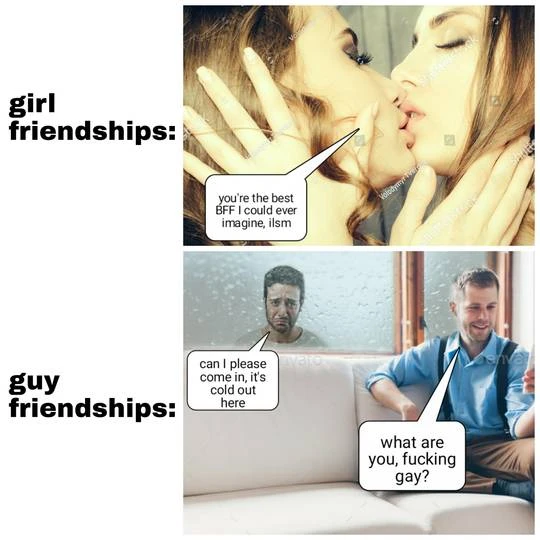 girl
friendships:
you're the best
BFF I could ever
imagine, ilsm
guy
friendships:
can I please
come in, it's
cold out
here
what are
you, fucking
gay?